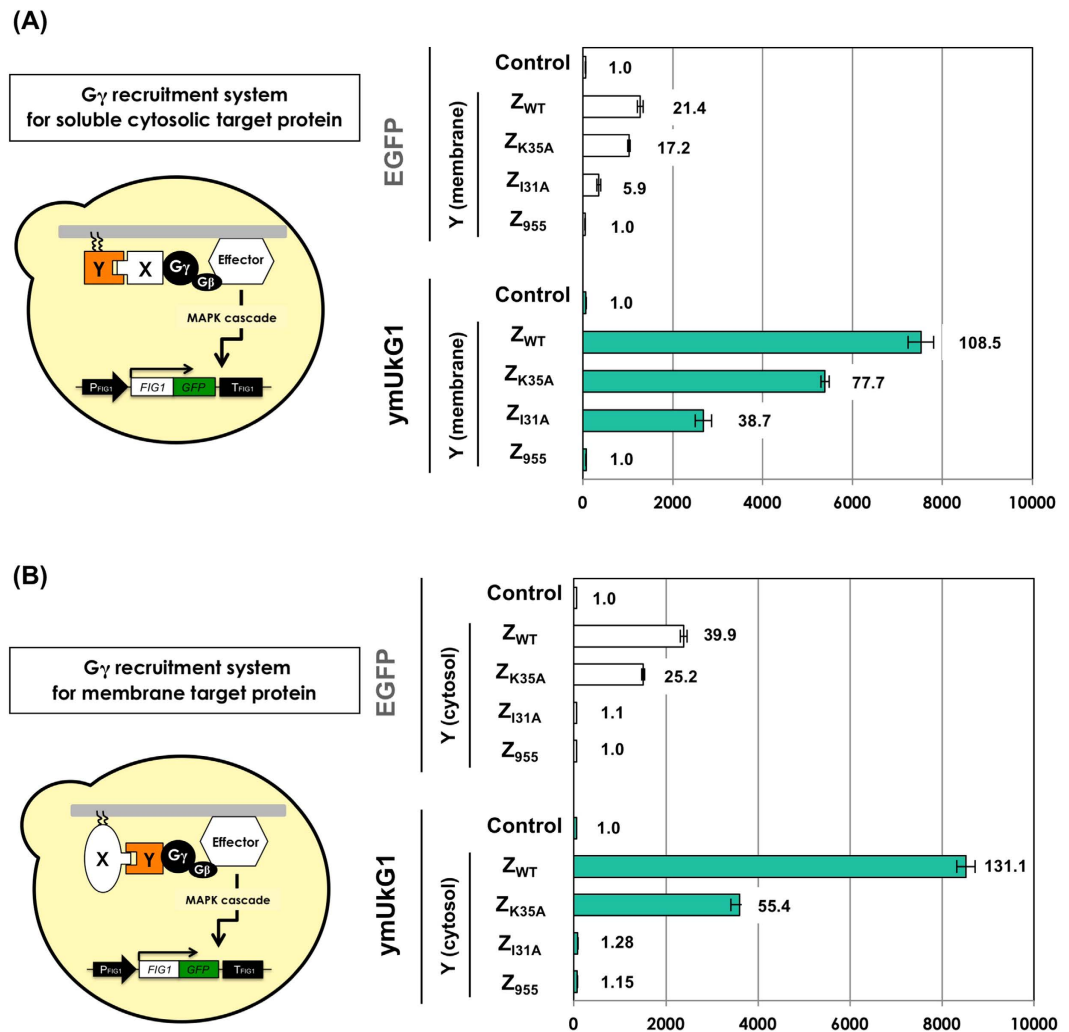 (A)
Gγ recruitment system
for soluble cytosolic target protein
Y
X
Gγ
Gβ
Effector
MAPK cascade
PFIG1
FIG1
GFP
TFIG1
EGFP
Y (membrane)
Control
1.0
ZWT
21.4
ZK35A
17.2
ZI31A
5.9
Z955
1.0
ymUkG1
Y (membrane)
Control
1.0
ZWT
108.5
ZK35A
77.7
ZI31A
38.7
Z955
1.0
0 2000 4000 6000 8000 10000
(B)
Gγ recruitment system
for membrane target protein
X
Y
Gγ
Gβ
Effector
MAPK cascade
PFIG1
FIG1
GFP
TFIG1
EGFP
Y (cytosol)
Control
1.0
ZWT
39.9
ZK35A
25.2
ZI31A
1.1
Z955
1.0
ymUkG1
Y (cytosol)
Control
1.0
ZWT
131.1
ZK35A
55.4
ZI31A
1.28
Z955
1.15
0 2000 4000 6000 8000 10000